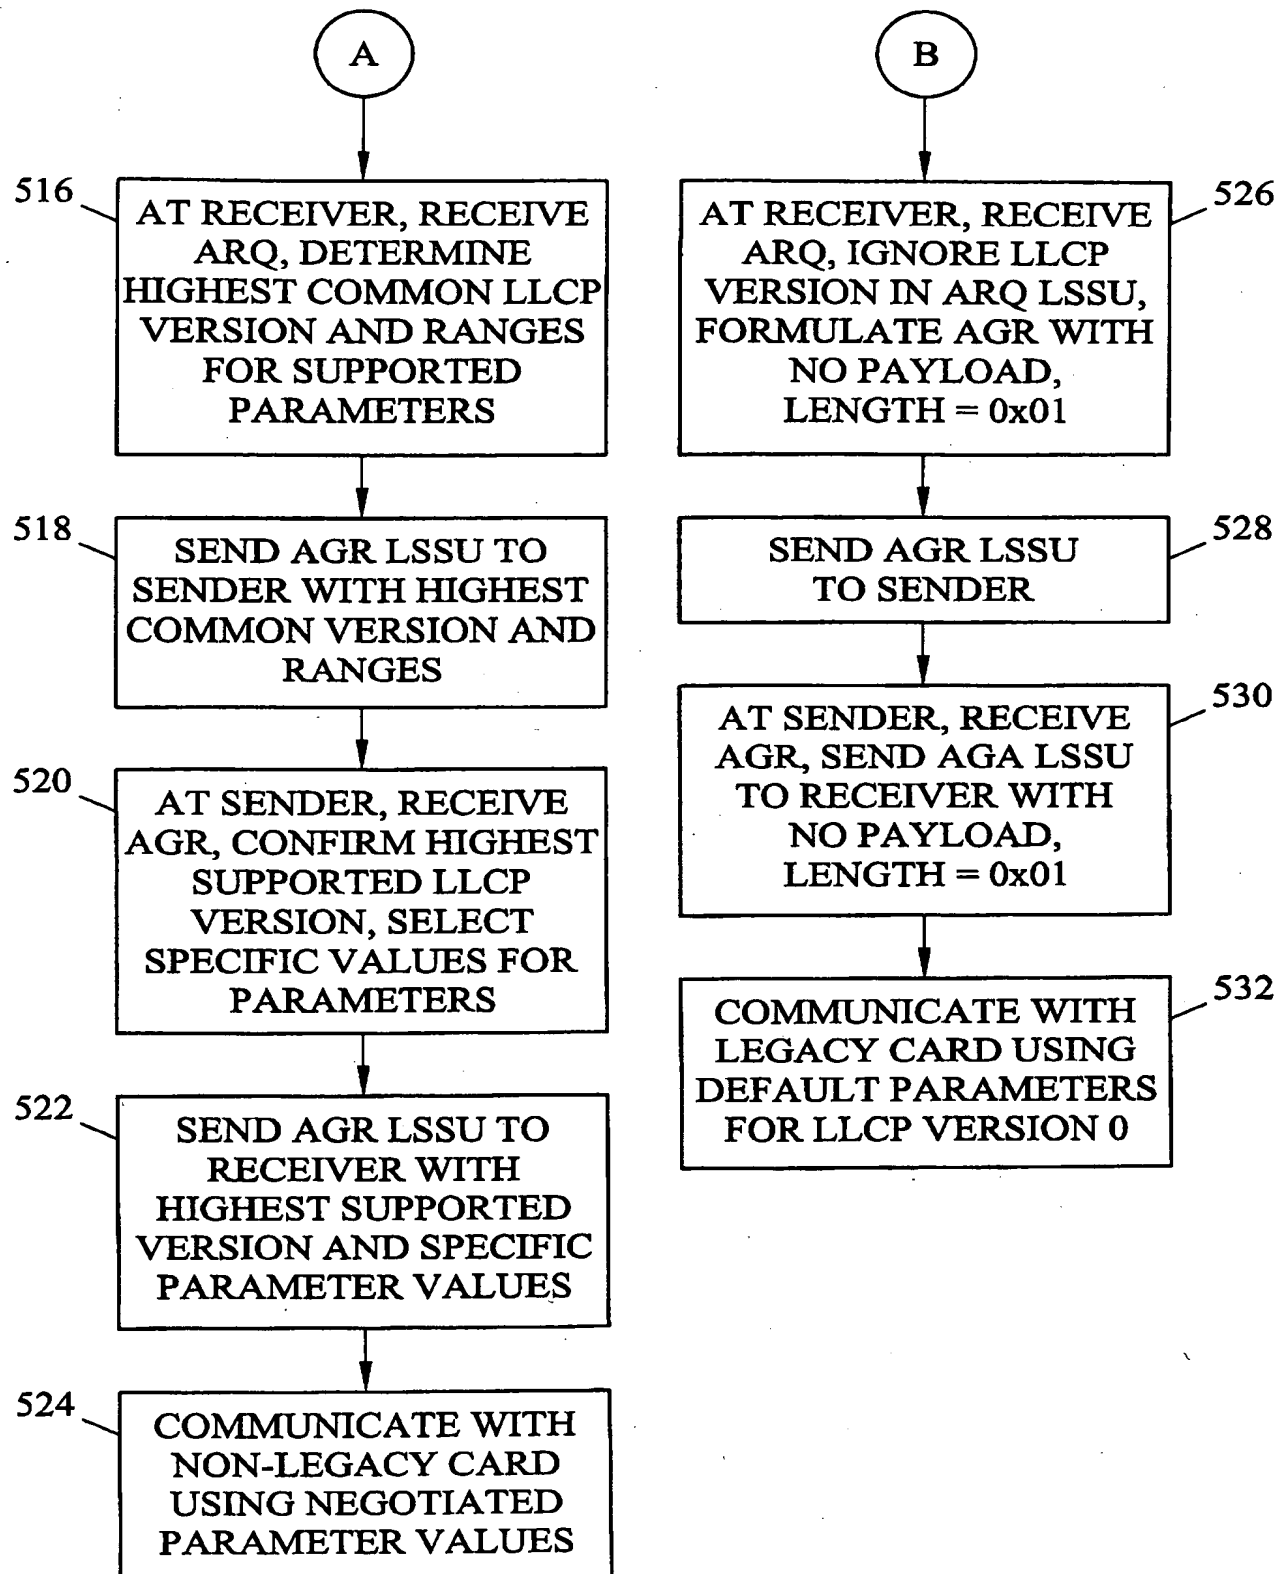 A
516
AT RECEIVER, RECEIVE
ARQ, DETERMINE
HIGHEST COMMON LLCP
VERSION AND RANGES
FOR SUPPORTED
PARAMETERS
518
SEND AGR LSSU TO
SENDER WITH HIGHEST
COMMON VERSION AND
RANGES
520
AT SENDER, RECEIVE
AGR, CONFIRM HIGHEST
SUPPORTED LLCP
VERSION, SELECT
SPECIFIC VALUES FOR
PARAMETERS
522
SEND AGR LSSU TO
RECEIVER WITH
HIGHEST SUPPORTED
VERSION AND SPECIFIC
PARAMETER VALUES
524
COMMUNICATE WITH
NON-LEGACY CARD
USING NEGOTIATED
PARAMETER VALUES
B
526
AT RECEIVER, RECEIVE
ARQ, IGNORE LLCP
VERSION IN ARQ LSSU,
FORMULATE AGR WITH
NO PAYLOAD,
LENGTH = 0x01
528
SEND AGR LSSU
TO SENDER
530
AT SENDER, RECEIVE
AGR, SEND AGA LSSU
TO RECEIVER WITH
NO PAYLOAD,
LENGTH = 0x01
532
COMMUNICATE WITH
LEGACY CARD USING
DEFAULT PARAMETERS
FOR LLCP VERSION 0